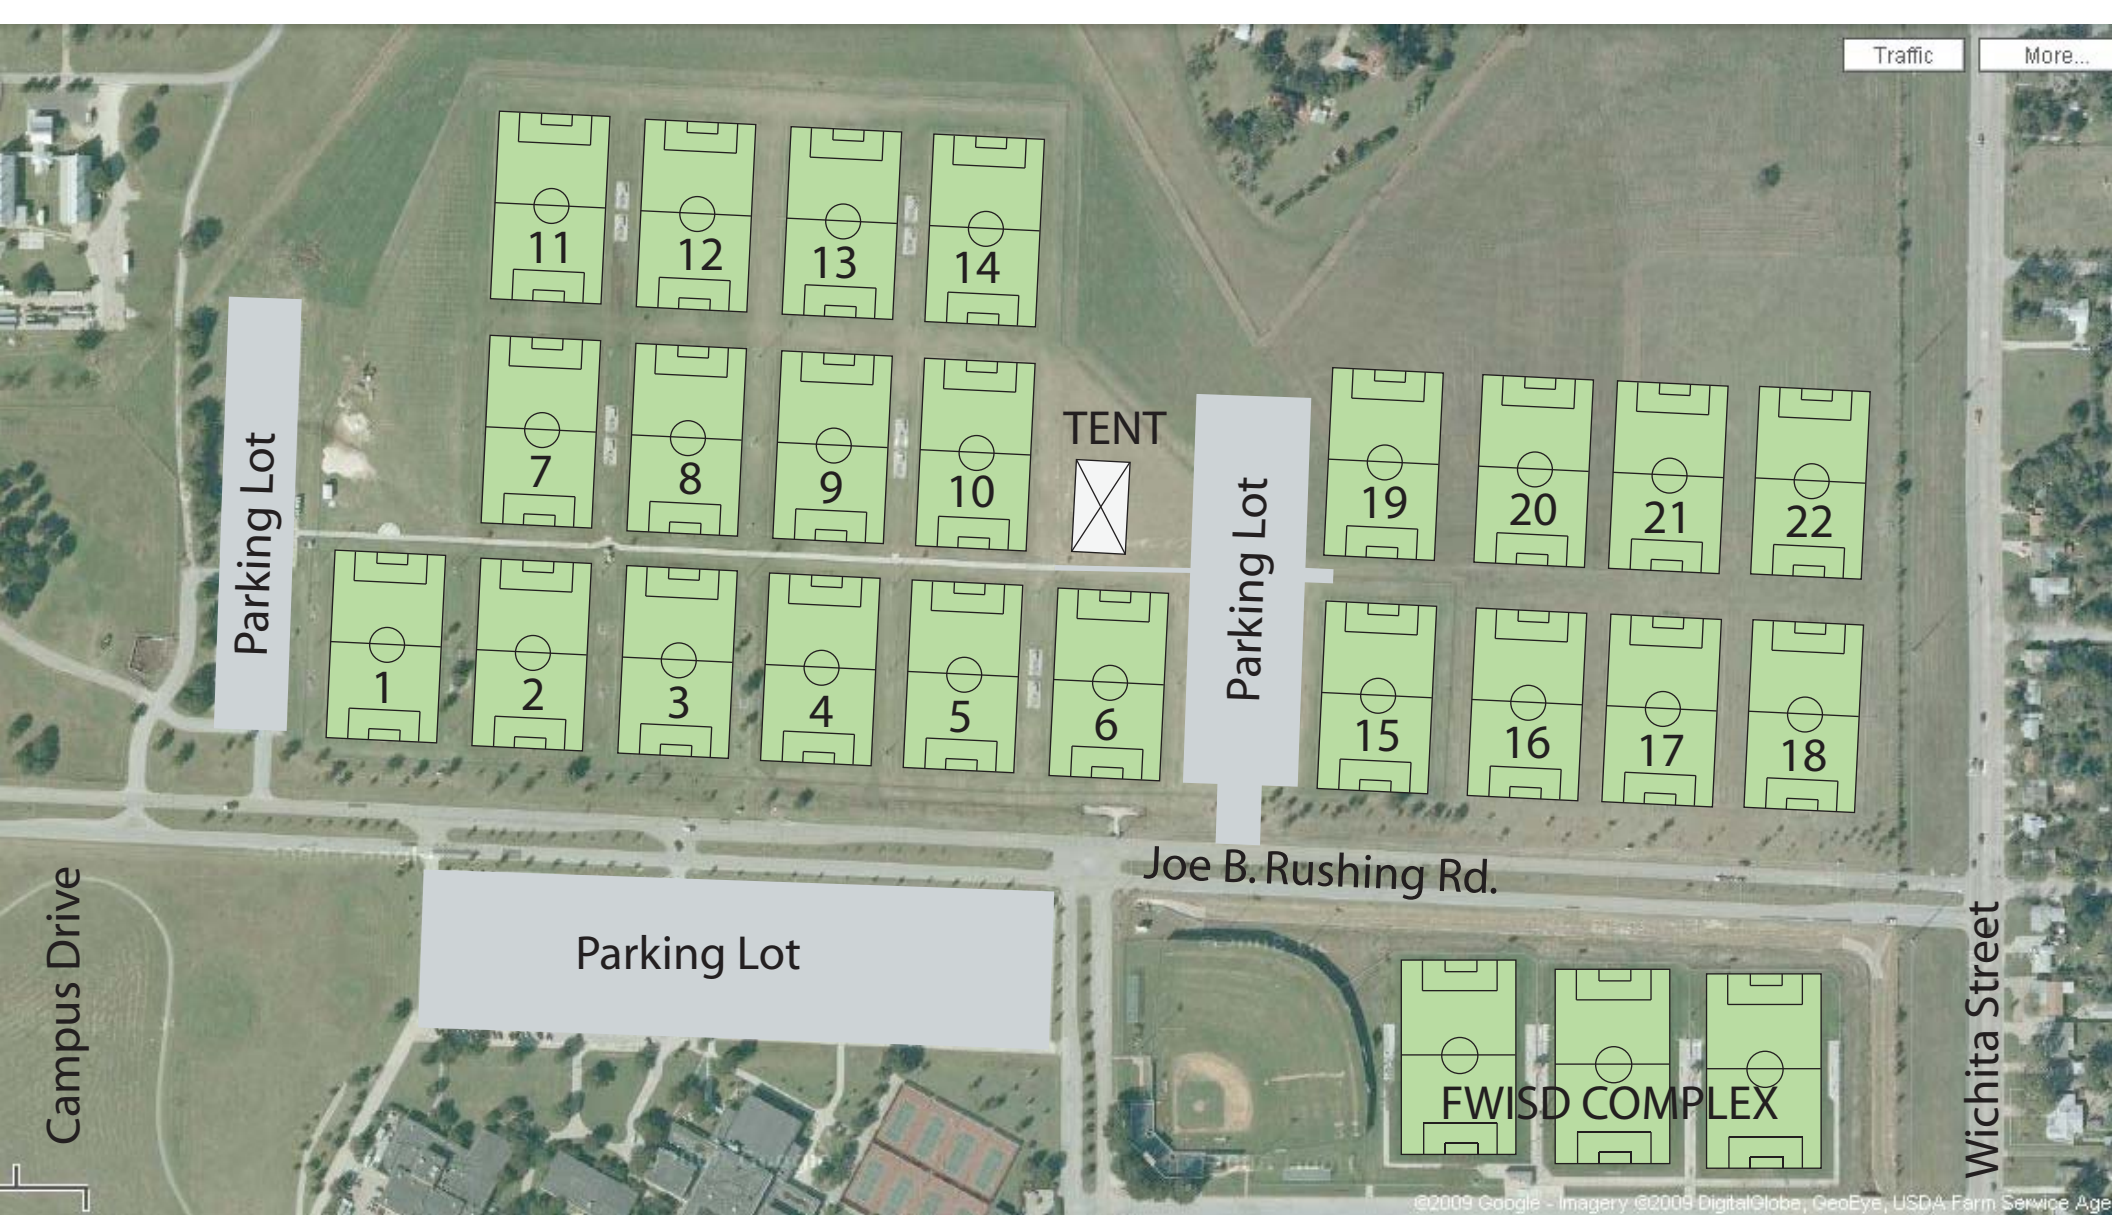 Traffic
More...
11
12
13
14
7
8
9
10
TENT
19
20
21
22
Parking Lot
Parking Lot
1
2
3
4
5
6
15
16
17
18
Joe B. Rushing Rd.
Parking Lot
Campus Drive
Wichita Street
FWISD COMPLEX
©2009 Google - Imagery ©2009 DigitalGlobe, GeoEye, USDA Farm Service Age